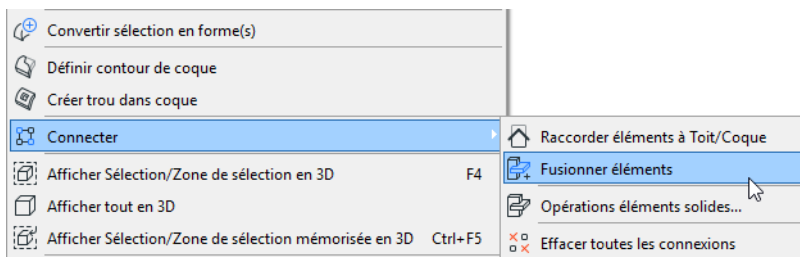 Convertir sélection en forme(s)
Définir contour de coque
Créer trou dans coque
Connecter
Afficher Sélection/Zone de sélection en 3D F4
Afficher tout en 3D
Afficher Sélection/Zone de sélection mémorisée en 3D Ctrl+F5
Raccorder éléments à Toit/Coque
Fusionner éléments
Opérations éléments solides...
Effacer toutes les connexions